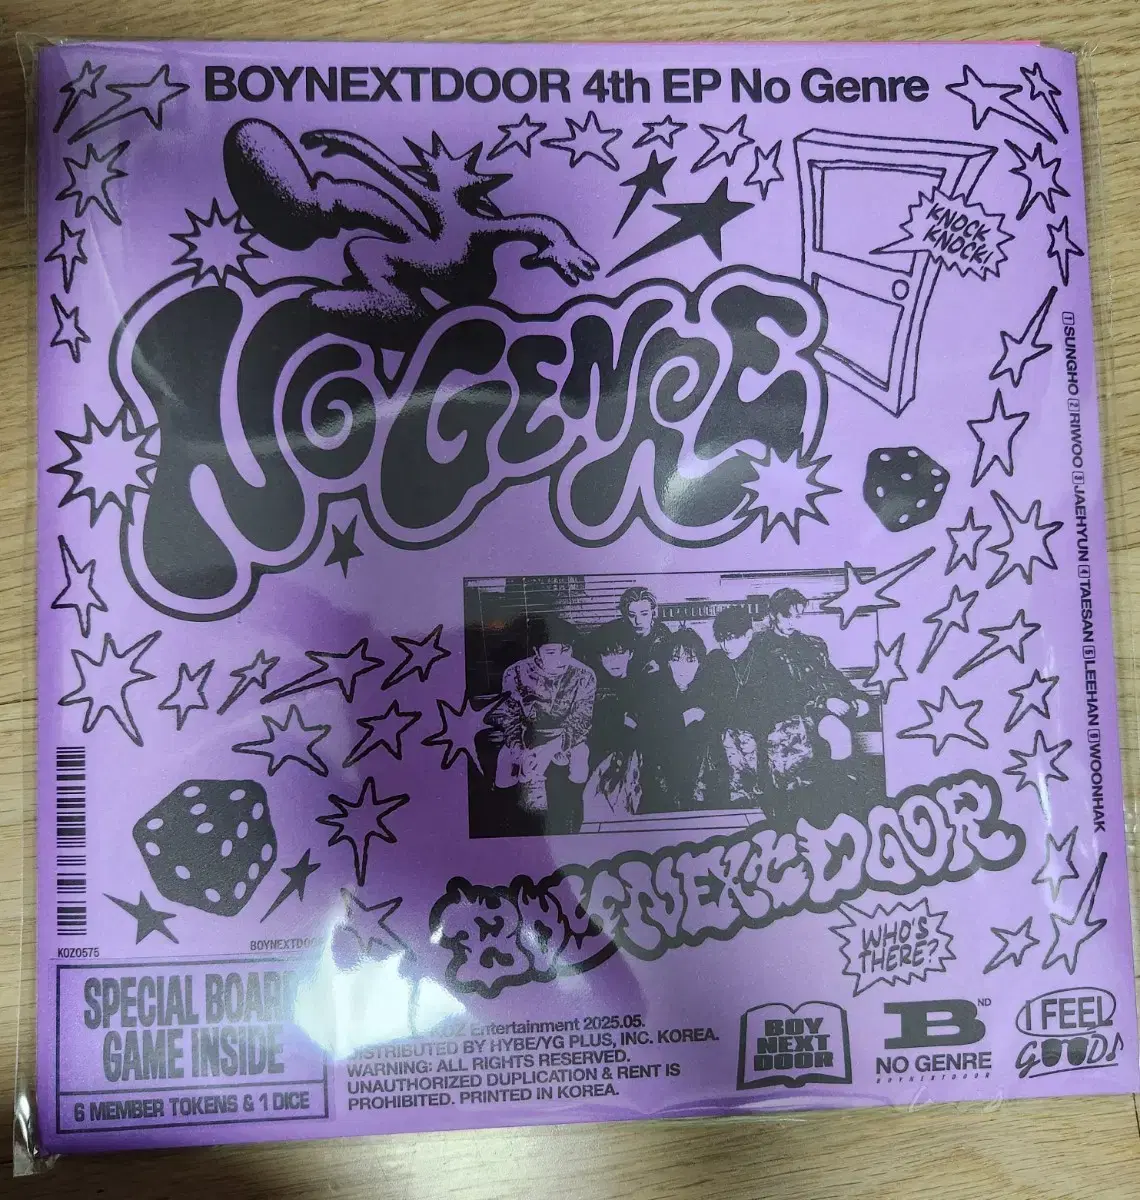 BOYNEXTDOOR 4th EP No Genre
KNOCK
KNOCK!
NO GENRE
1 SUNGHO 2 RIWOO 3 JAEHYUN 4 TAESAN 5 LEEHAN 6 WOONHAK
BOYNEXTDOOR
WHO'S
THERE?
KOZ0575
SPECIAL BOARD
GAME INSIDE
6 MEMBER TOKENS & 1 DICE
Entertainment 2025.05.
DISTRIBUTED BY HYBE/YG PLUS, INC. KOREA.
WARNING: ALL RIGHTS RESERVED.
UNAUTHORIZED DUPLICATION & RENT IS
PROHIBITED. PRINTED IN KOREA.
BOY
NEXT
DOOR
B ND
NO GENRE
BOYNEXTDOOR
I FEEL
GOOD